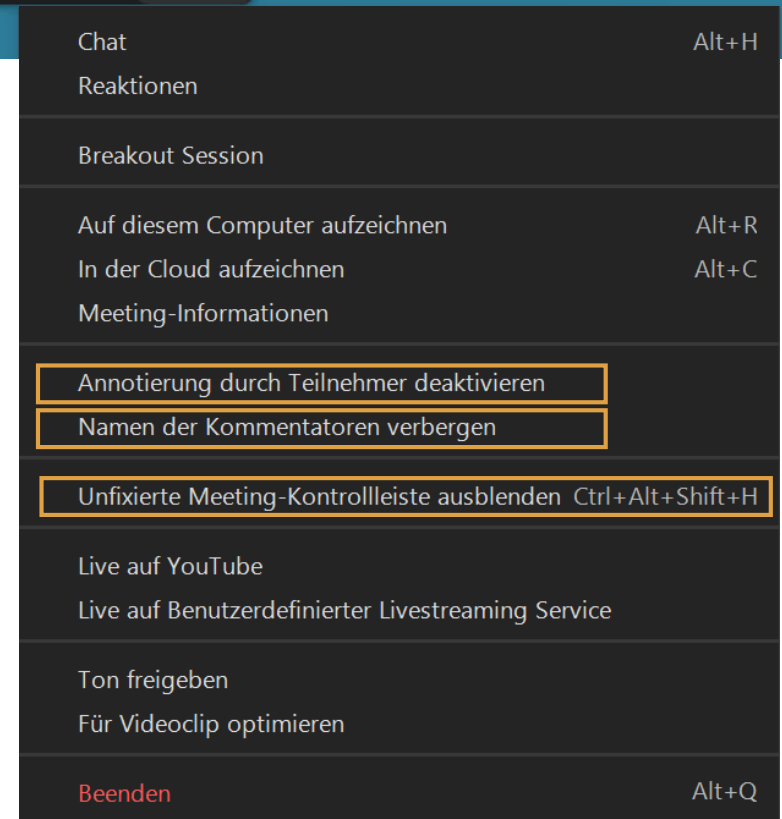 Chat Alt+H
Reaktionen
Breakout Session
Auf diesem Computer aufzeichnen Alt+R
In der Cloud aufzeichnen Alt+C
Meeting-Informationen
Annotierung durch Teilnehmer deaktivieren
Namen der Kommentatoren verbergen
Unfixierte Meeting-Kontrollleiste ausblenden Ctrl+Alt+Shift+H
Live auf YouTube
Live auf Benutzerdefinierter Livestreaming Service
Ton freigeben
Für Videoclip optimieren
Beenden Alt+Q